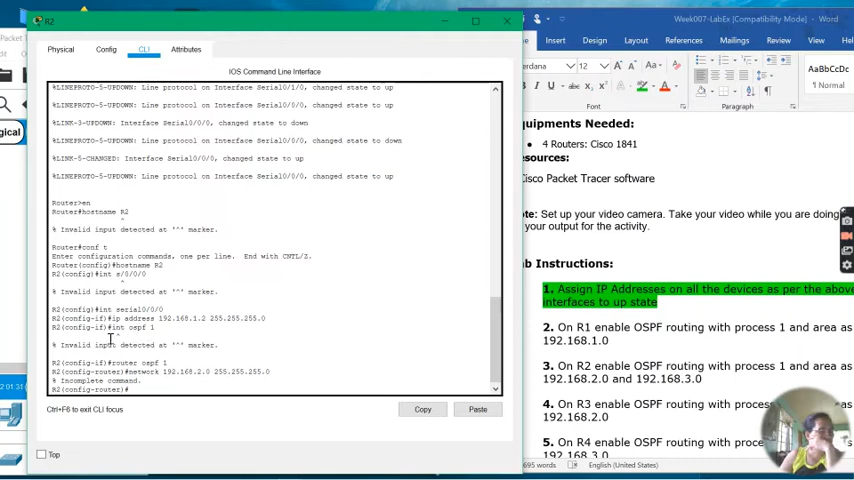 R2
Week007-LabEx [Compatibility Mode] - Word
Packet Tracer
Physical
Config
CLI
Attributes
Insert
Design
Layout
References
Mailings
Review
View
IOS Command Line Interface
12
Aa
AaBbCc
Normal
Font
Paragraph
%LINEPROTO-5-UPDOWN: Line protocol on Interface Serial0/1/0, changed state to up
%LINEPROTO-5-UPDOWN: Line protocol on Interface Serial0/0/0, changed state to up
%LINK-3-UPDOWN: Interface Serial0/0/0, changed state to down
%LINEPROTO-5-UPDOWN: Line protocol on Interface Serial0/0/0, changed state to down
%LINK-5-CHANGED: Interface Serial0/0/0, changed state to up
%LINEPROTO-5-UPDOWN: Line protocol on Interface Serial0/0/0, changed state to up
Router>en
Router#hostname R2
^
% Invalid input detected at '^' marker.
Router#conf t
Enter configuration commands, one per line. End with CNTL/Z.
Router(config)#hostname R2
R2(config)#int s/0/0/0
^
% Invalid input detected at '^' marker.
R2(config)#int serial0/0/0
R2(config-if)#ip address 192.168.1.2 255.255.255.0
R2(config-if)#int ospf 1
^
% Invalid input detected at '^' marker.
R2(config-if)#router ospf 1
R2(config-router)#network 192.168.2.0 255.255.255.0
% Incomplete command.
R2(config-router)#
Ctrl+F6 to exit CLI focus
Copy
Paste
Top
quipments Needed:
4 Routers: Cisco 1841
esources:
isco Packet Tracer software
ote: Set up your video camera. Take your video while you are doing
your output for the activity.
ab Instructions:
1. Assign IP Addresses on all the devices as per the above
interfaces to up state
2. On R1 enable OSPF routing with process 1 and area as
192.168.1.0
3. On R2 enable OSPF routing with process 1 and area as
192.168.2.0 and 192.168.3.0
4. On R3 enable OSPF routing with proce
192.168.2.0
5. On R4 enable OSPF routing with proce
192.168.3.0
695 words
English (United States)